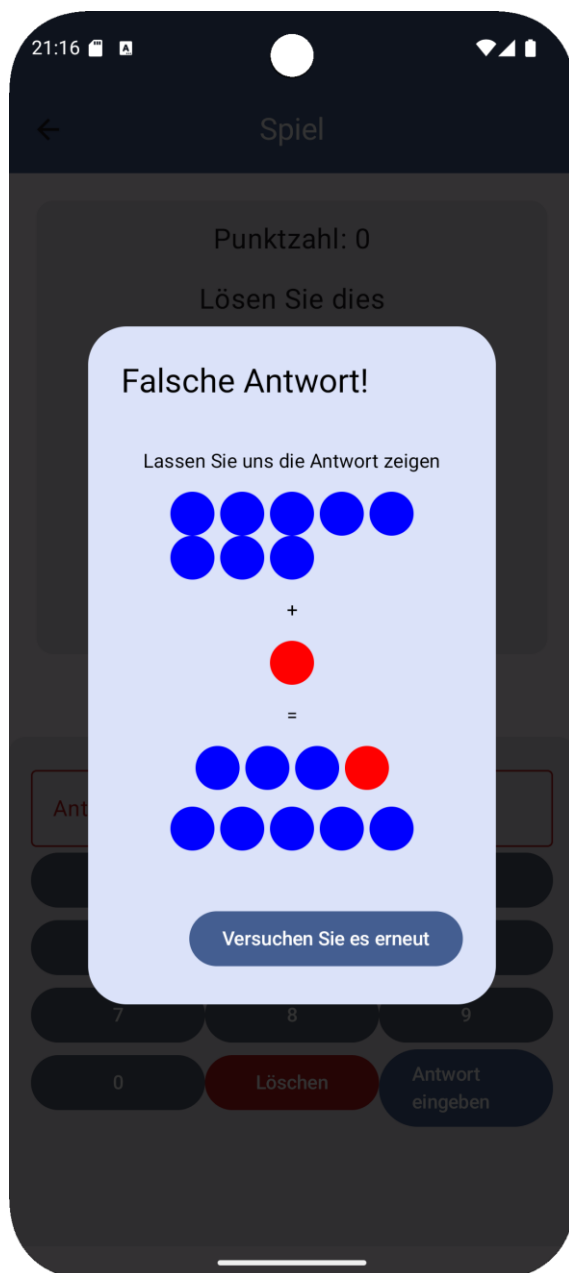 21:16
Spiel
Punktzahl: 0
Lösen Sie dies
Falsche Antwort!
Lassen Sie uns die Antwort zeigen
+
=
Ant
Versuchen Sie es erneut
7 8 9
0 Löschen Antwort
eingeben